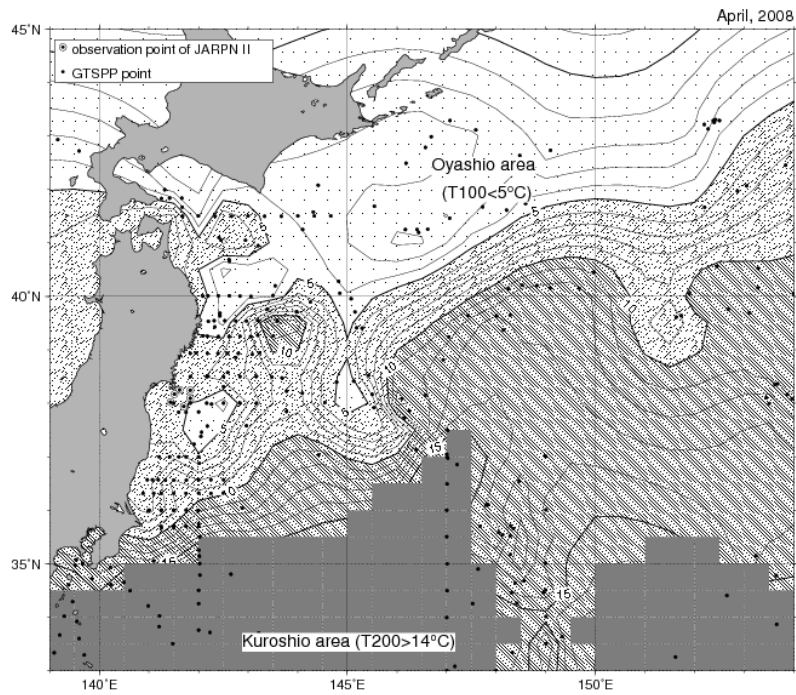 April, 2008
45°N
observation point of JARPN II
GTSPP point
Oyashio area
(T100<5°C)
5
5
5
40°N
10
10
5
15
10
15
35°N
15
Kuroshio area (T200>14°C)
140°E
145°E
150°E